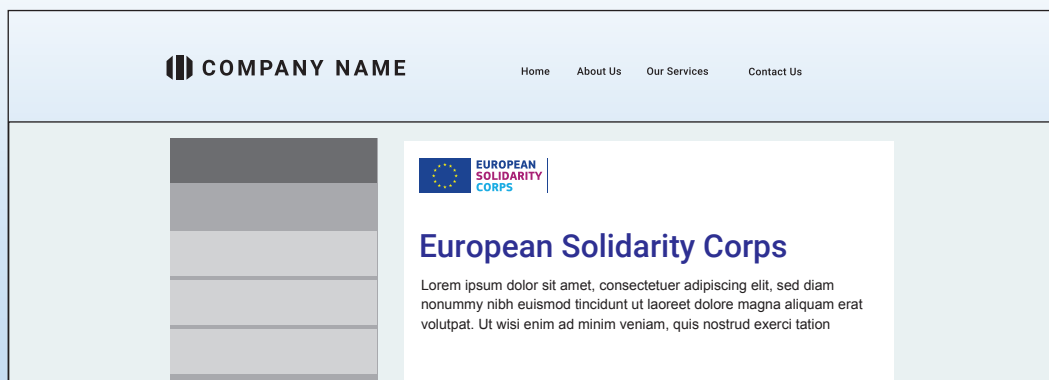 COMPANY NAME
Home About Us Our Services Contact Us
EUROPEAN
SOLIDARITY
CORPS
European Solidarity Corps
Lorem ipsum dolor sit amet, consectetuer adipiscing elit, sed diam
nonummy nibh euismod tincidunt ut laoreet dolore magna aliquam erat
volutpat. Ut wisi enim ad minim veniam, quis nostrud exerci tation